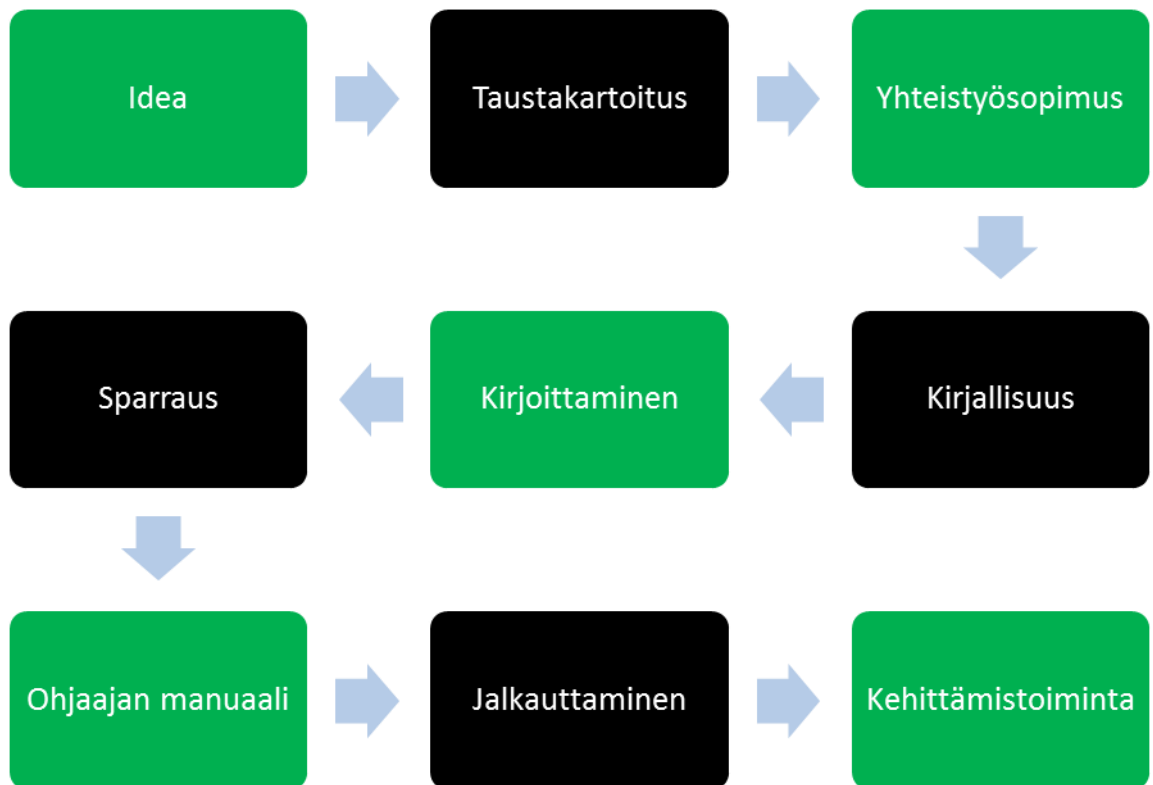 Idea
Taustakartoitus
Yhteistyösopimus
Kirjallisuus
Kirjoittaminen
Sparraus
Ohjaajan manuaali
Jalkauttaminen
Kehittämistoiminta